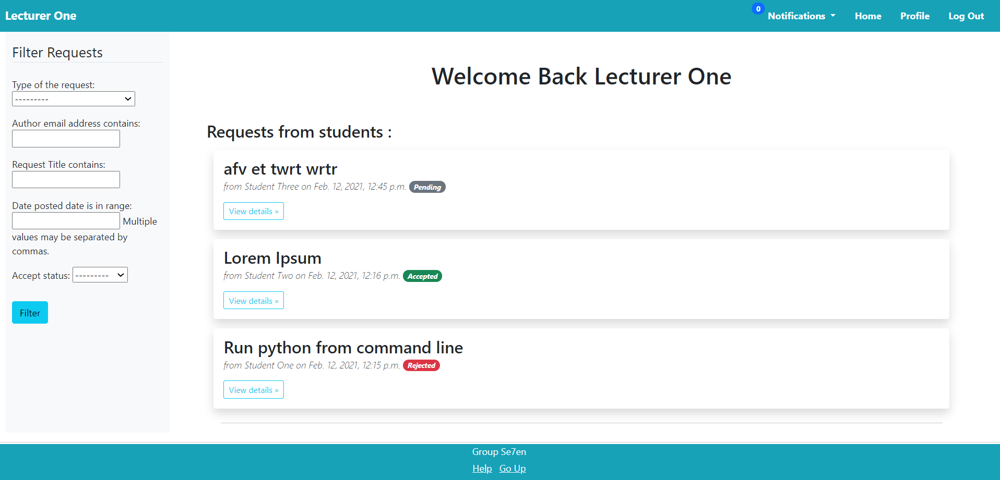 Lecturer One
0
Notifications
Home
Profile
Log Out
Filter Requests
Type of the request:
---------
Author email address contains:
Request Title contains:
Date posted date is in range:
Multiple
values may be separated by
commas.
Accept status: ---------
Filter
Welcome Back Lecturer One
Requests from students :
afv et twrt wrtr
from Student Three on Feb. 12, 2021, 12:45 p.m. Pending
View details »
Lorem Ipsum
from Student Two on Feb. 12, 2021, 12:16 p.m. Accepted
View details »
Run python from command line
from Student One on Feb. 12, 2021, 12:15 p.m. Rejected
View details »
Group Se7en
Help Go Up